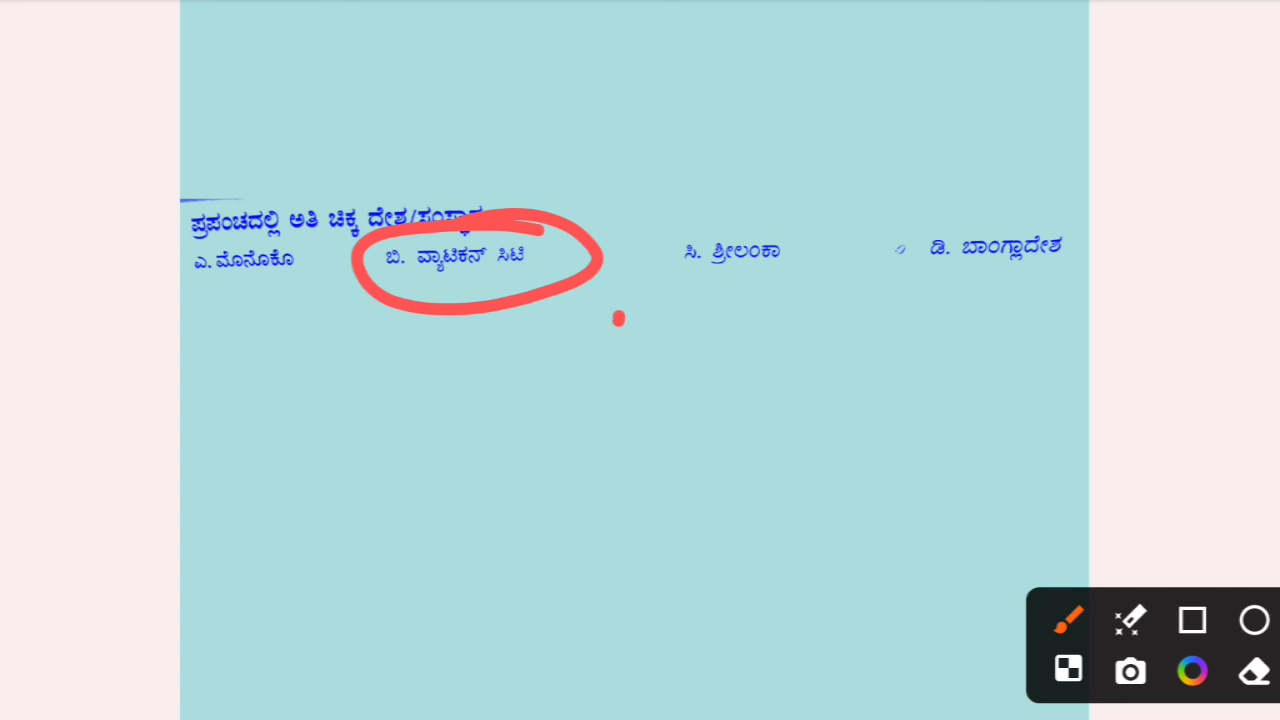 ಪ್ರಪಂಚದಲ್ಲಿ ಅತಿ ಚಿಕ್ಕ ದೇಶ/ಸಂಸ್ಥಾನ
ಎ. ಮೊನೊಕೊ ಬಿ. ವ್ಯಾಟಿಕನ್ ಸಿಟಿ ಸಿ. ಶ್ರೀಲಂಕಾ ಡಿ. ಬಾಂಗ್ಲಾದೇಶ